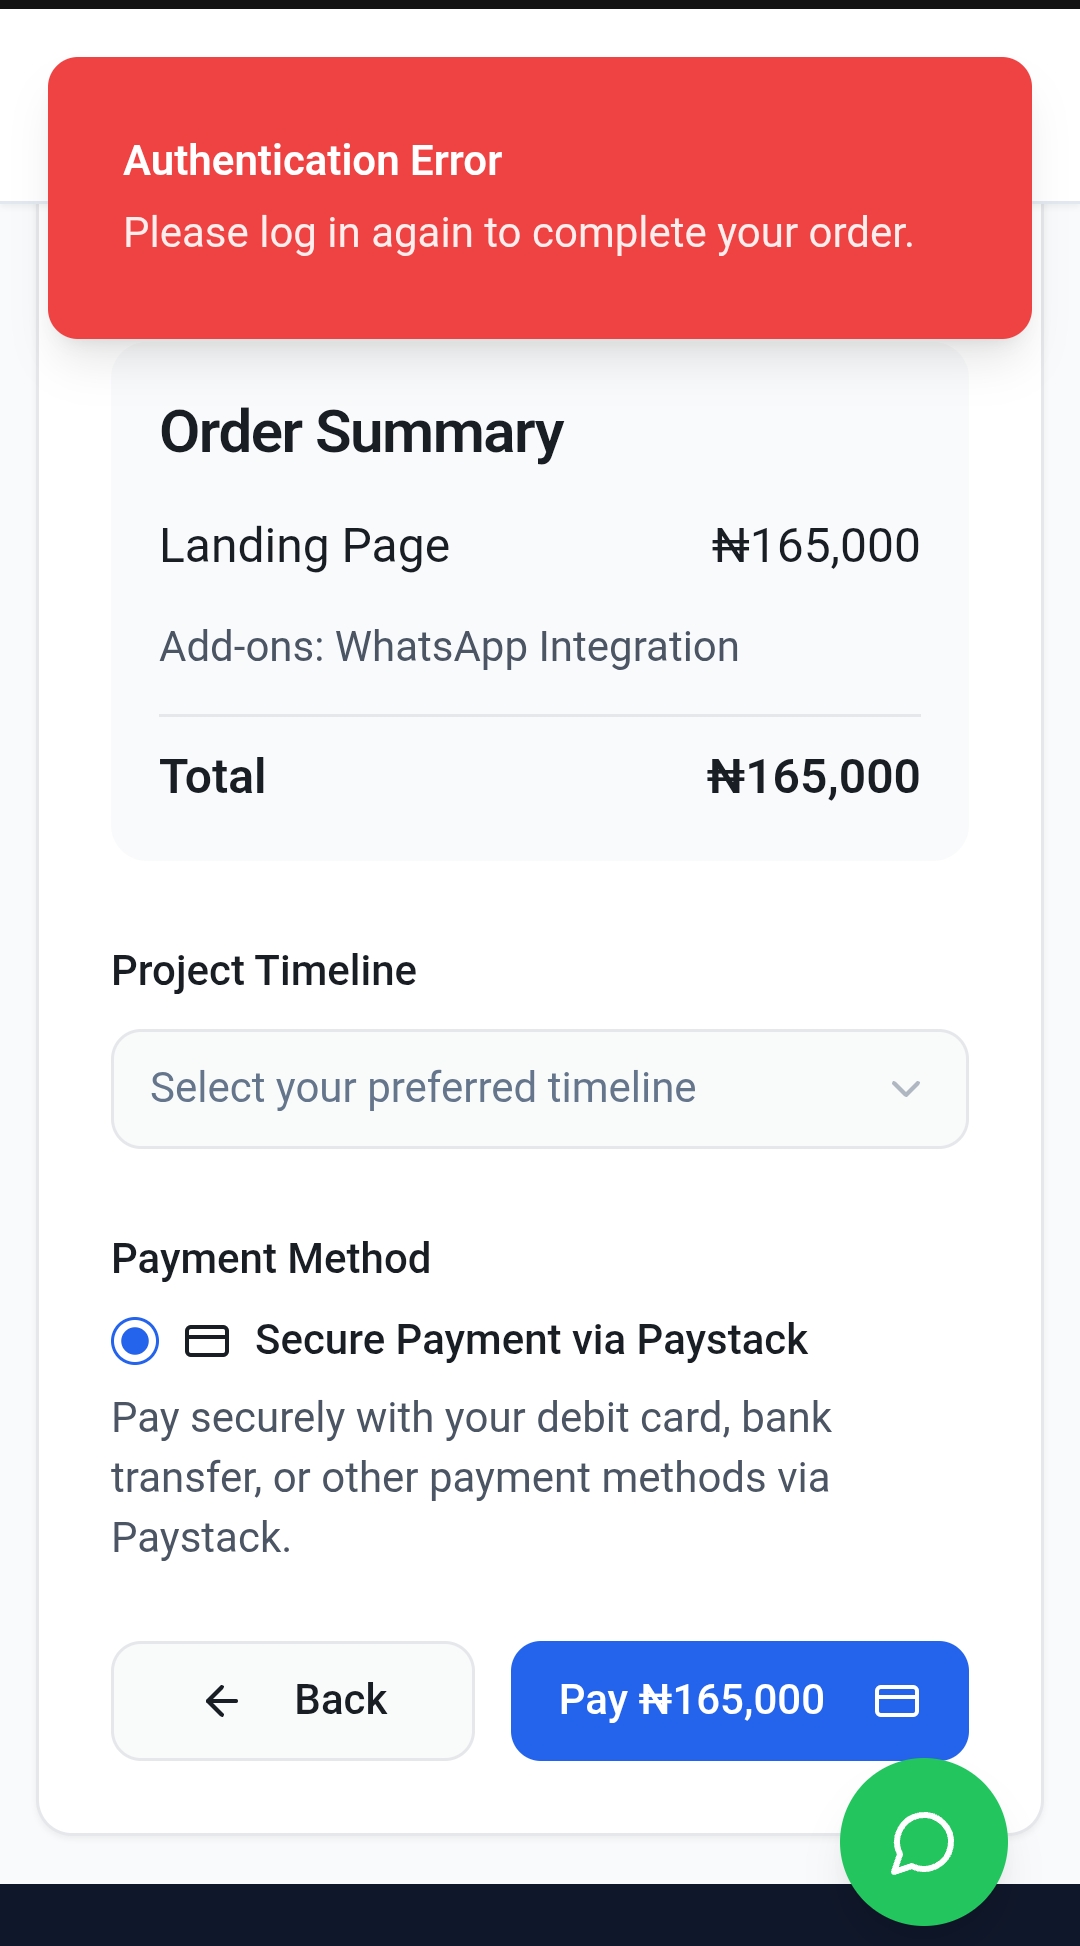 Authentication Error
Please log in again to complete your order.
Order Summary
Landing Page ₦165,000
Add-ons: WhatsApp Integration
Total ₦165,000
Project Timeline
Select your preferred timeline
Payment Method
Secure Payment via Paystack
Pay securely with your debit card, bank
transfer, or other payment methods via
Paystack.
Back Pay ₦165,000